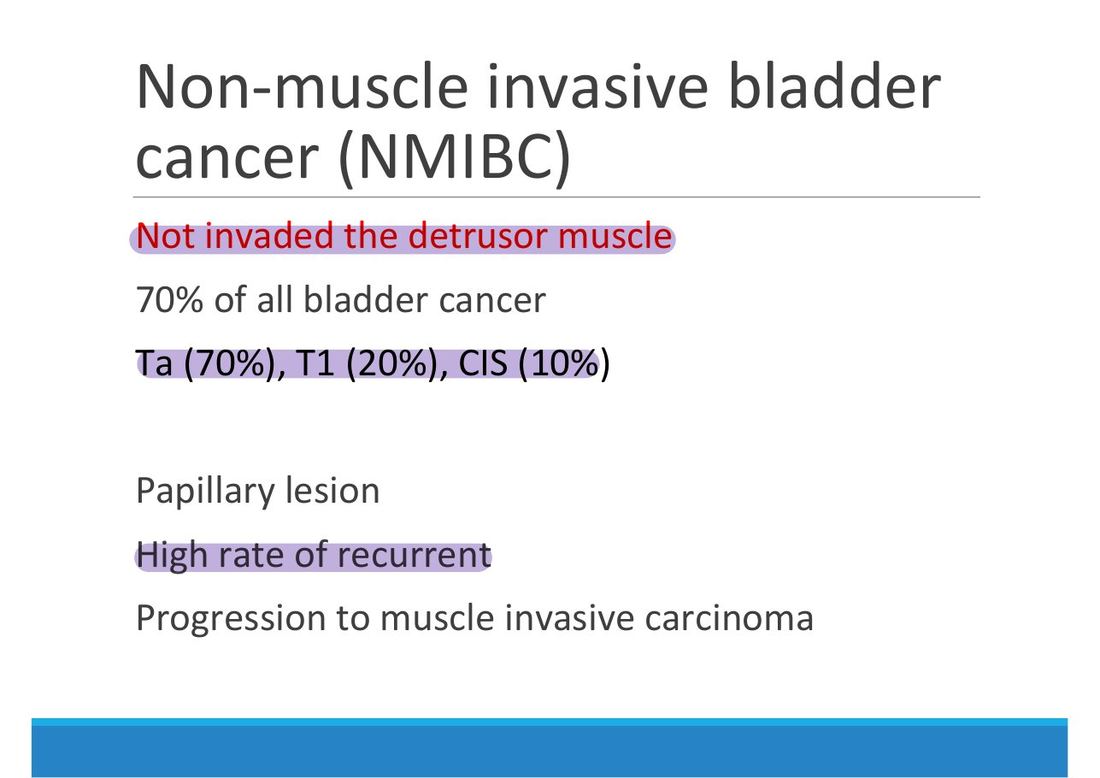 Non-muscle invasive bladder
cancer (NMIBC)
Not invaded the detrusor muscle
70% of all bladder cancer
Ta (70%), T1 (20%), CIS (10%)
Papillary lesion
High rate of recurrent
Progression to muscle invasive carcinoma